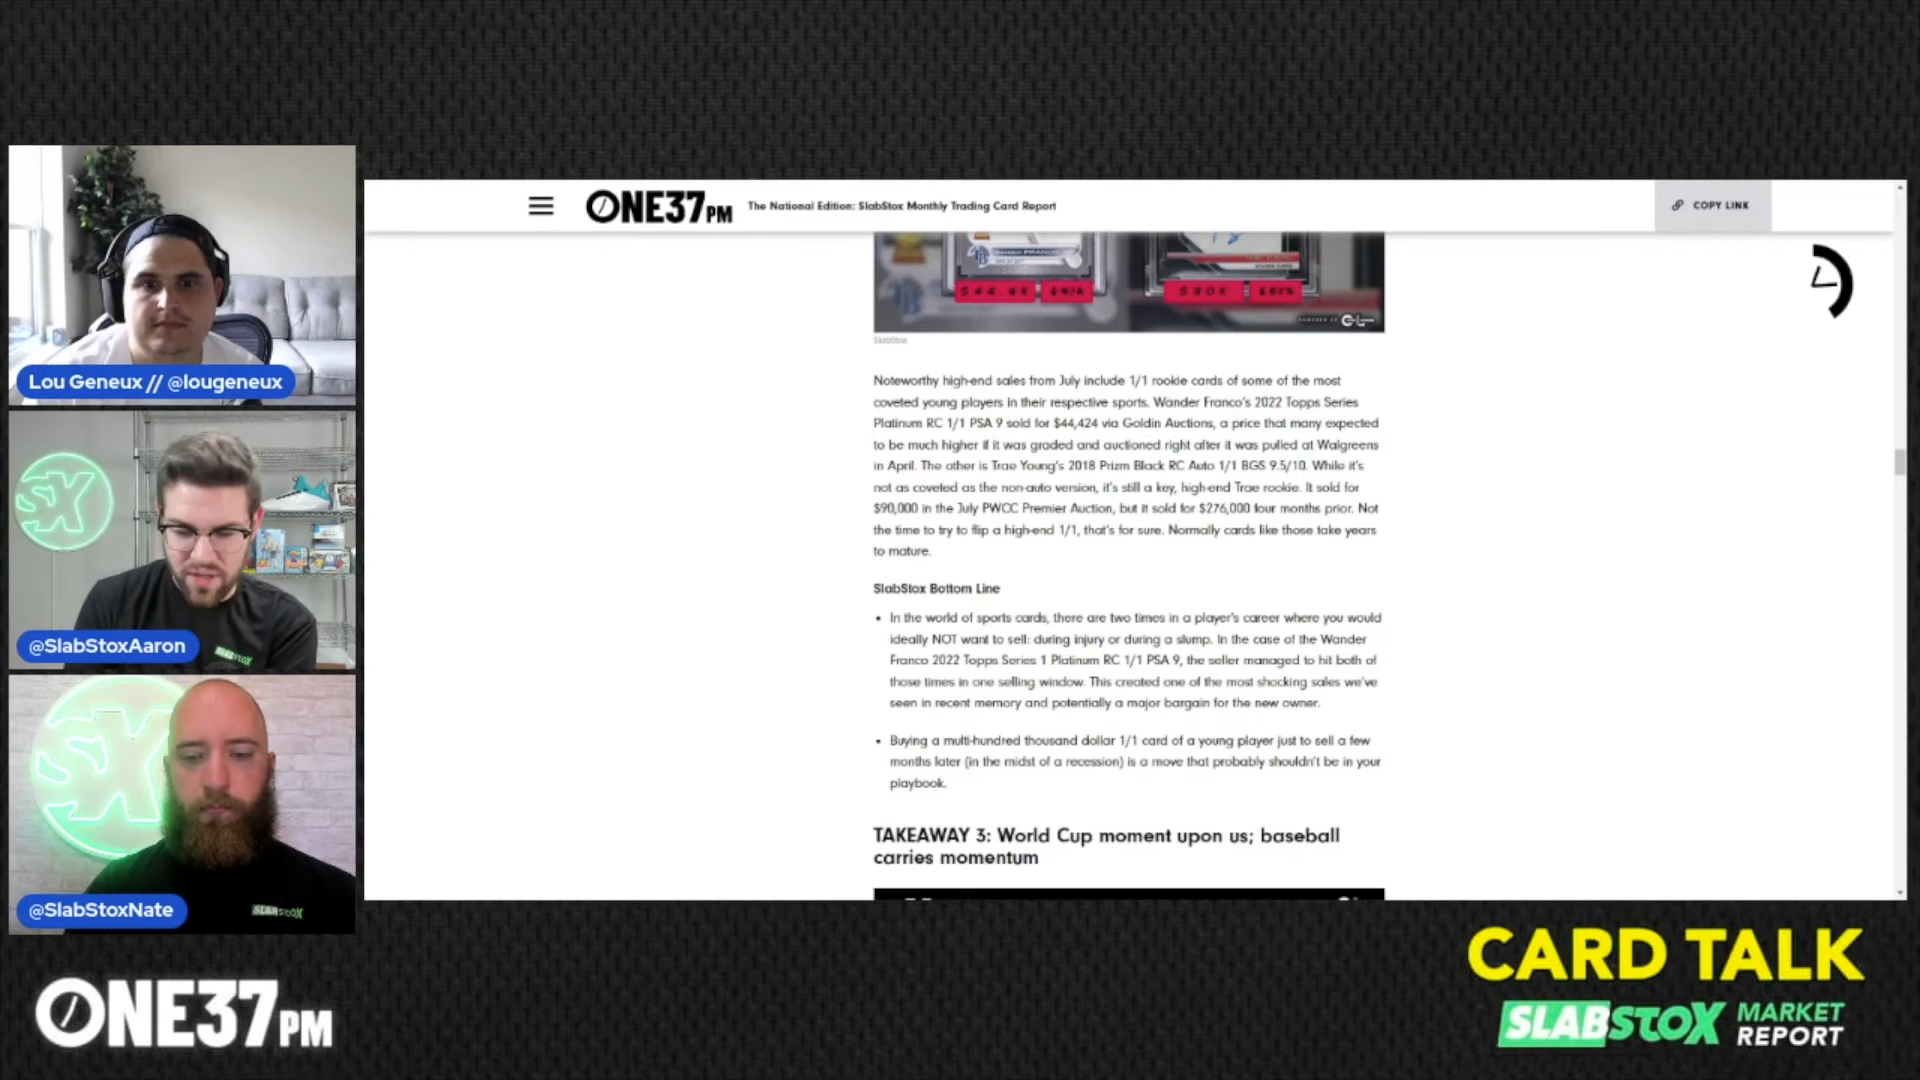 ONE37PM
The National Edition: SlabStox Monthly Trading Card Report
COPY LINK
$44.4K
$90K
SlabStox
Noteworthy high-end sales from July include 1/1 rookie cards of some of the most
coveted young players in their respective sports. Wander Franco's 2022 Topps Series
Platinum RC 1/1 PSA 9 sold for $44,424 via Goldin Auctions, a price that many expected
to be much higher if it was graded and auctioned right after it was pulled at Walgreens
in April. The other is Trae Young's 2018 Prizm Black RC Auto 1/1 BGS 9.5/10. While it's
not as coveted as the non-auto version, it's still a key, high-end Trae rookie. It sold for
$90,000 in the July PWCC Premier Auction, but it sold for $276,000 four months prior. Not
the time to try to flip a high-end 1/1, that's for sure. Normally cards like those take years
to mature.
SlabStox Bottom Line
• In the world of sports cards, there are two times in a player's career where you would
ideally NOT want to sell: during injury or during a slump. In the case of the Wander
Franco 2022 Topps Series 1 Platinum RC 1/1 PSA 9, the seller managed to hit both of
those times in one selling window. This created one of the most shocking sales we've
seen in recent memory and potentially a major bargain for the new owner.
• Buying a multi-hundred thousand dollar 1/1 card of a young player just to sell a few
months later (in the midst of a recession) is a move that probably shouldn't be in your
playbook.
TAKEAWAY 3: World Cup moment upon us; baseball
carries momentum
Lou Geneux // @lougeneux
SX
@SlabStoxAaron
SLABSTOX
SX
@SlabStoxNate
SLABSTOX
ONE37PM
CARD TALK
SLABSTOX MARKET
REPORT